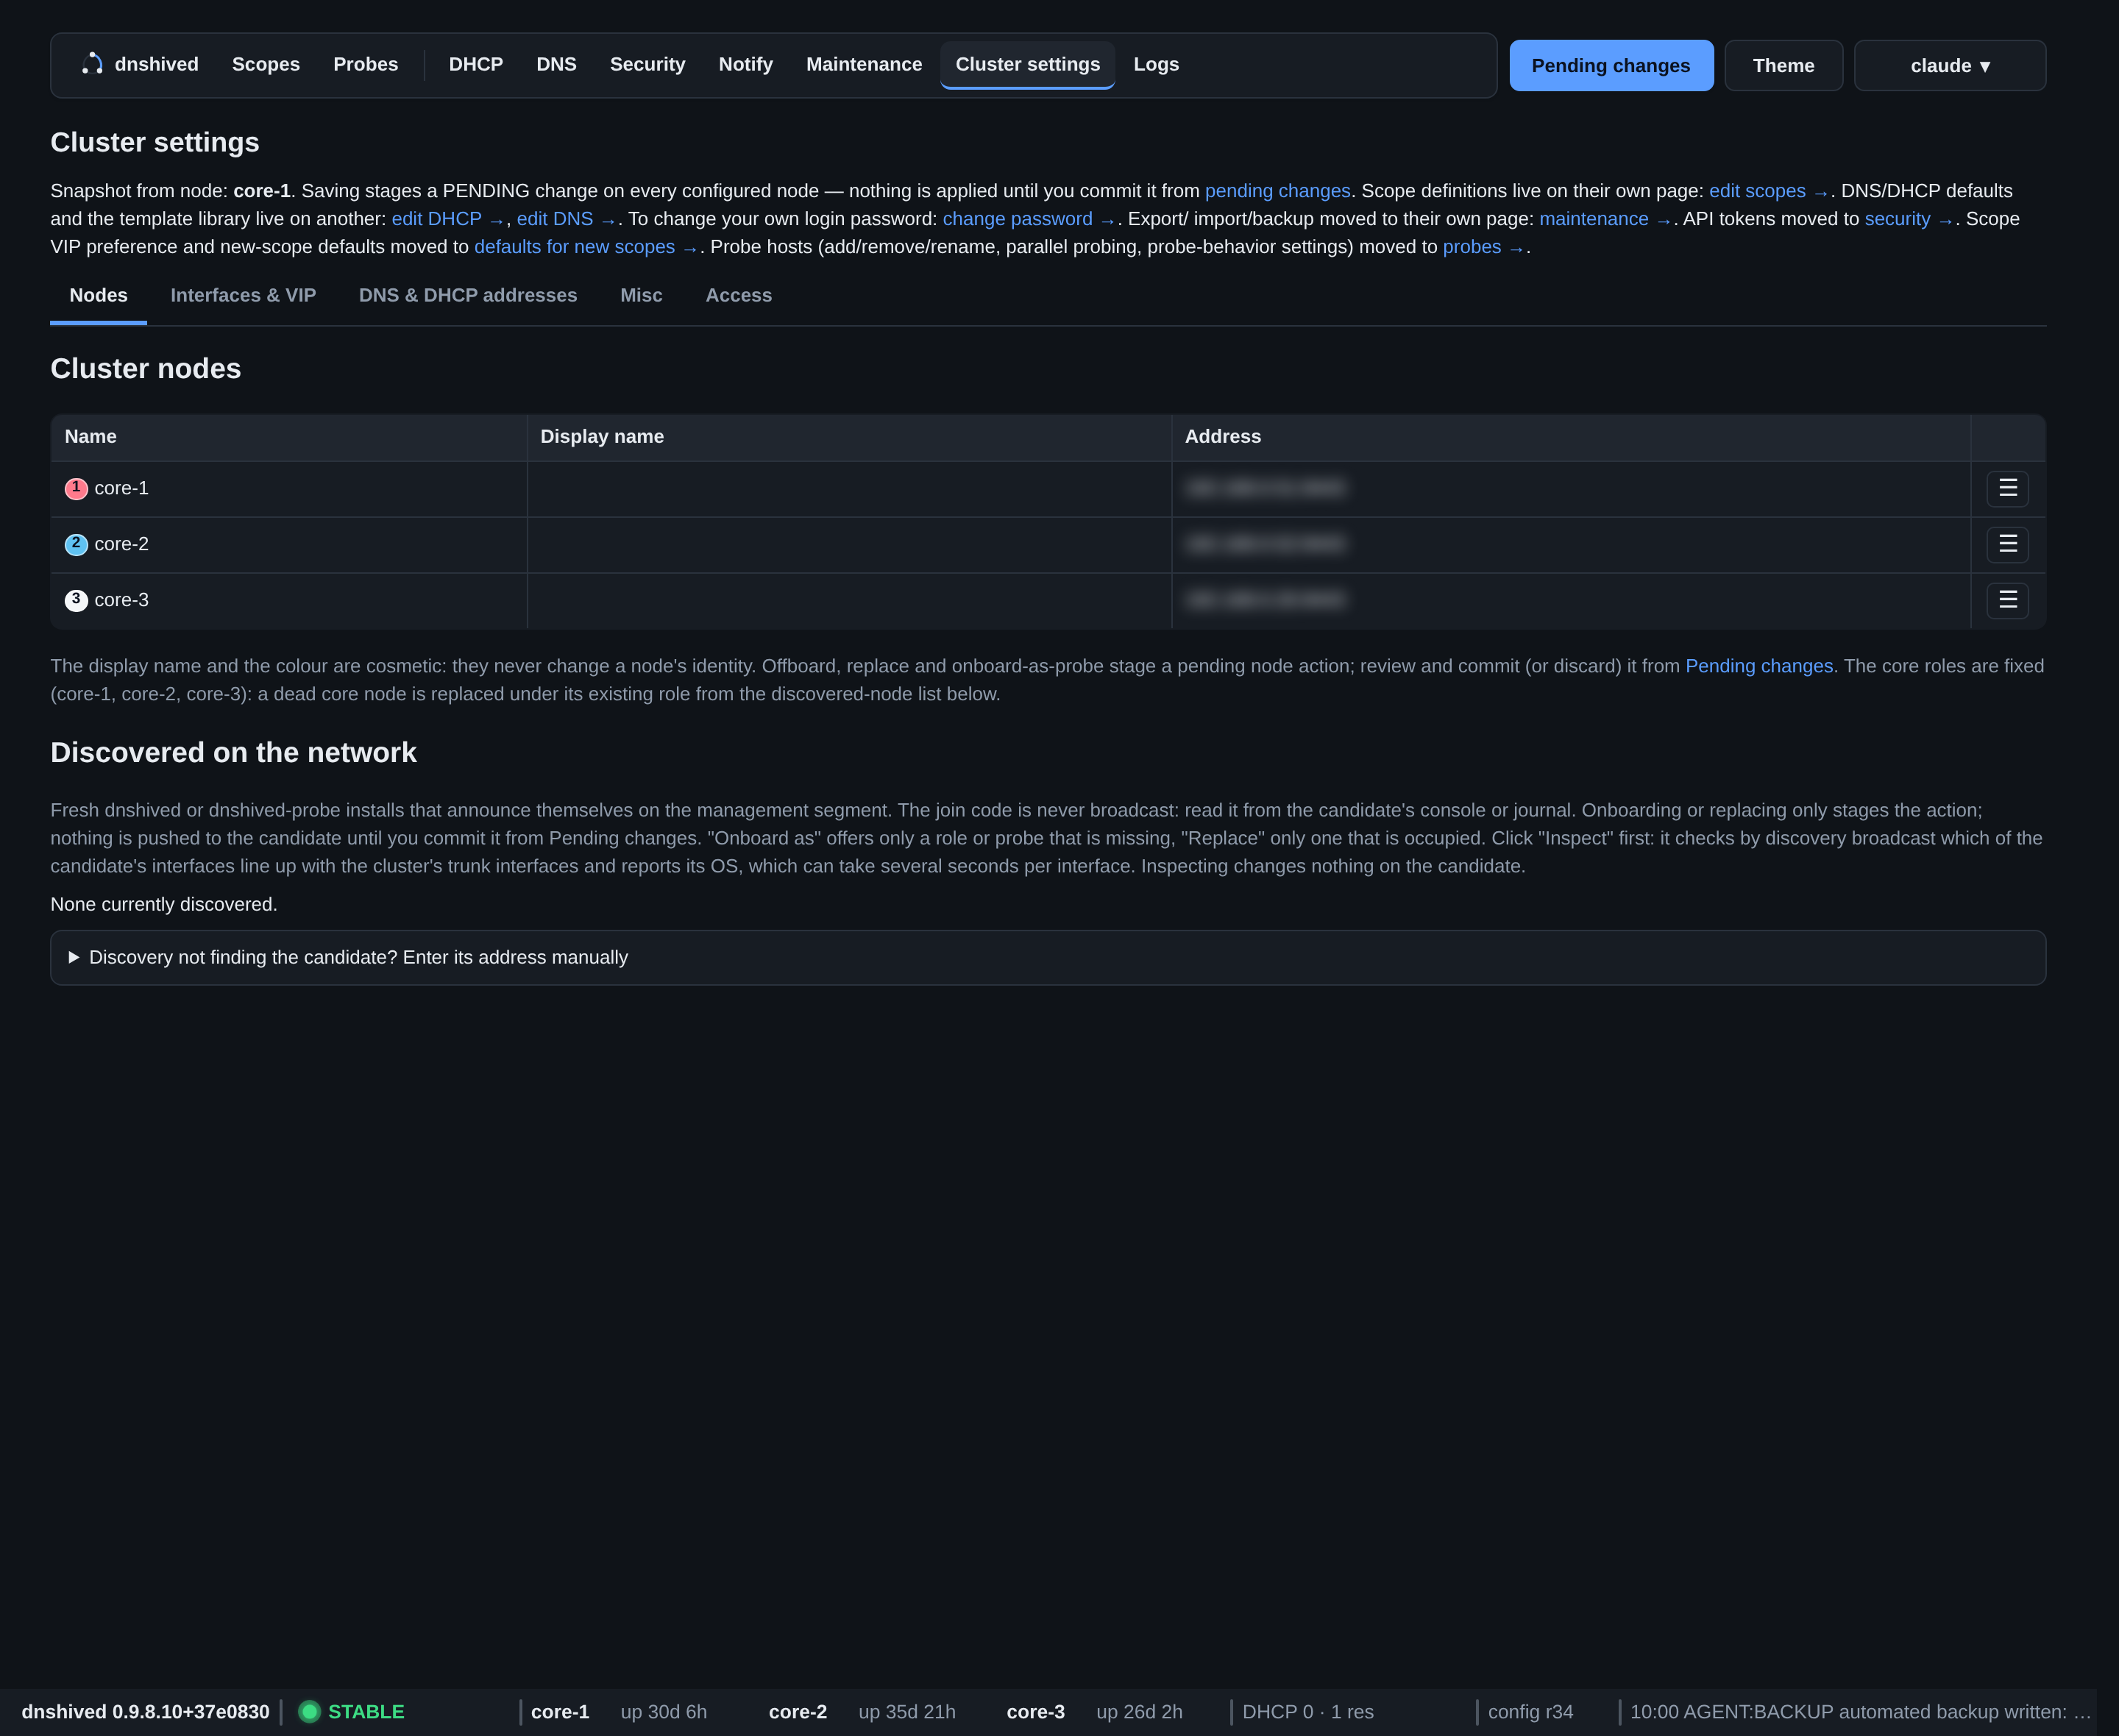 dnshived Scopes Probes DHCP DNS Security Notify Maintenance Cluster settings Logs Pending changes Theme claude ▼
Cluster settings
Snapshot from node: core-1. Saving stages a PENDING change on every configured node — nothing is applied until you commit it from pending changes. Scope definitions live on their own page: edit scopes →. DNS/DHCP defaults
and the template library live on another: edit DHCP →, edit DNS →. To change your own login password: change password →. Export/ import/backup moved to their own page: maintenance →. API tokens moved to security →. Scope
VIP preference and new-scope defaults moved to defaults for new scopes →. Probe hosts (add/remove/rename, parallel probing, probe-behavior settings) moved to probes →.
Nodes Interfaces & VIP DNS & DHCP addresses Misc Access
Cluster nodes
Name Display name Address
1 core-1
2 core-2
3 core-3
The display name and the colour are cosmetic: they never change a node's identity. Offboard, replace and onboard-as-probe stage a pending node action; review and commit (or discard) it from Pending changes. The core roles are fixed
(core-1, core-2, core-3): a dead core node is replaced under its existing role from the discovered-node list below.
Discovered on the network
Fresh dnshived or dnshived-probe installs that announce themselves on the management segment. The join code is never broadcast: read it from the candidate's console or journal. Onboarding or replacing only stages the action;
nothing is pushed to the candidate until you commit it from Pending changes. "Onboard as" offers only a role or probe that is missing, "Replace" only one that is occupied. Click "Inspect" first: it checks by discovery broadcast which of the
candidate's interfaces line up with the cluster's trunk interfaces and reports its OS, which can take several seconds per interface. Inspecting changes nothing on the candidate.
None currently discovered.
▶ Discovery not finding the candidate? Enter its address manually
dnshived 0.9.8.10+37e0830 STABLE core-1 up 30d 6h core-2 up 35d 21h core-3 up 26d 2h DHCP 0 · 1 res config r34 10:00 AGENT:BACKUP automated backup written: …